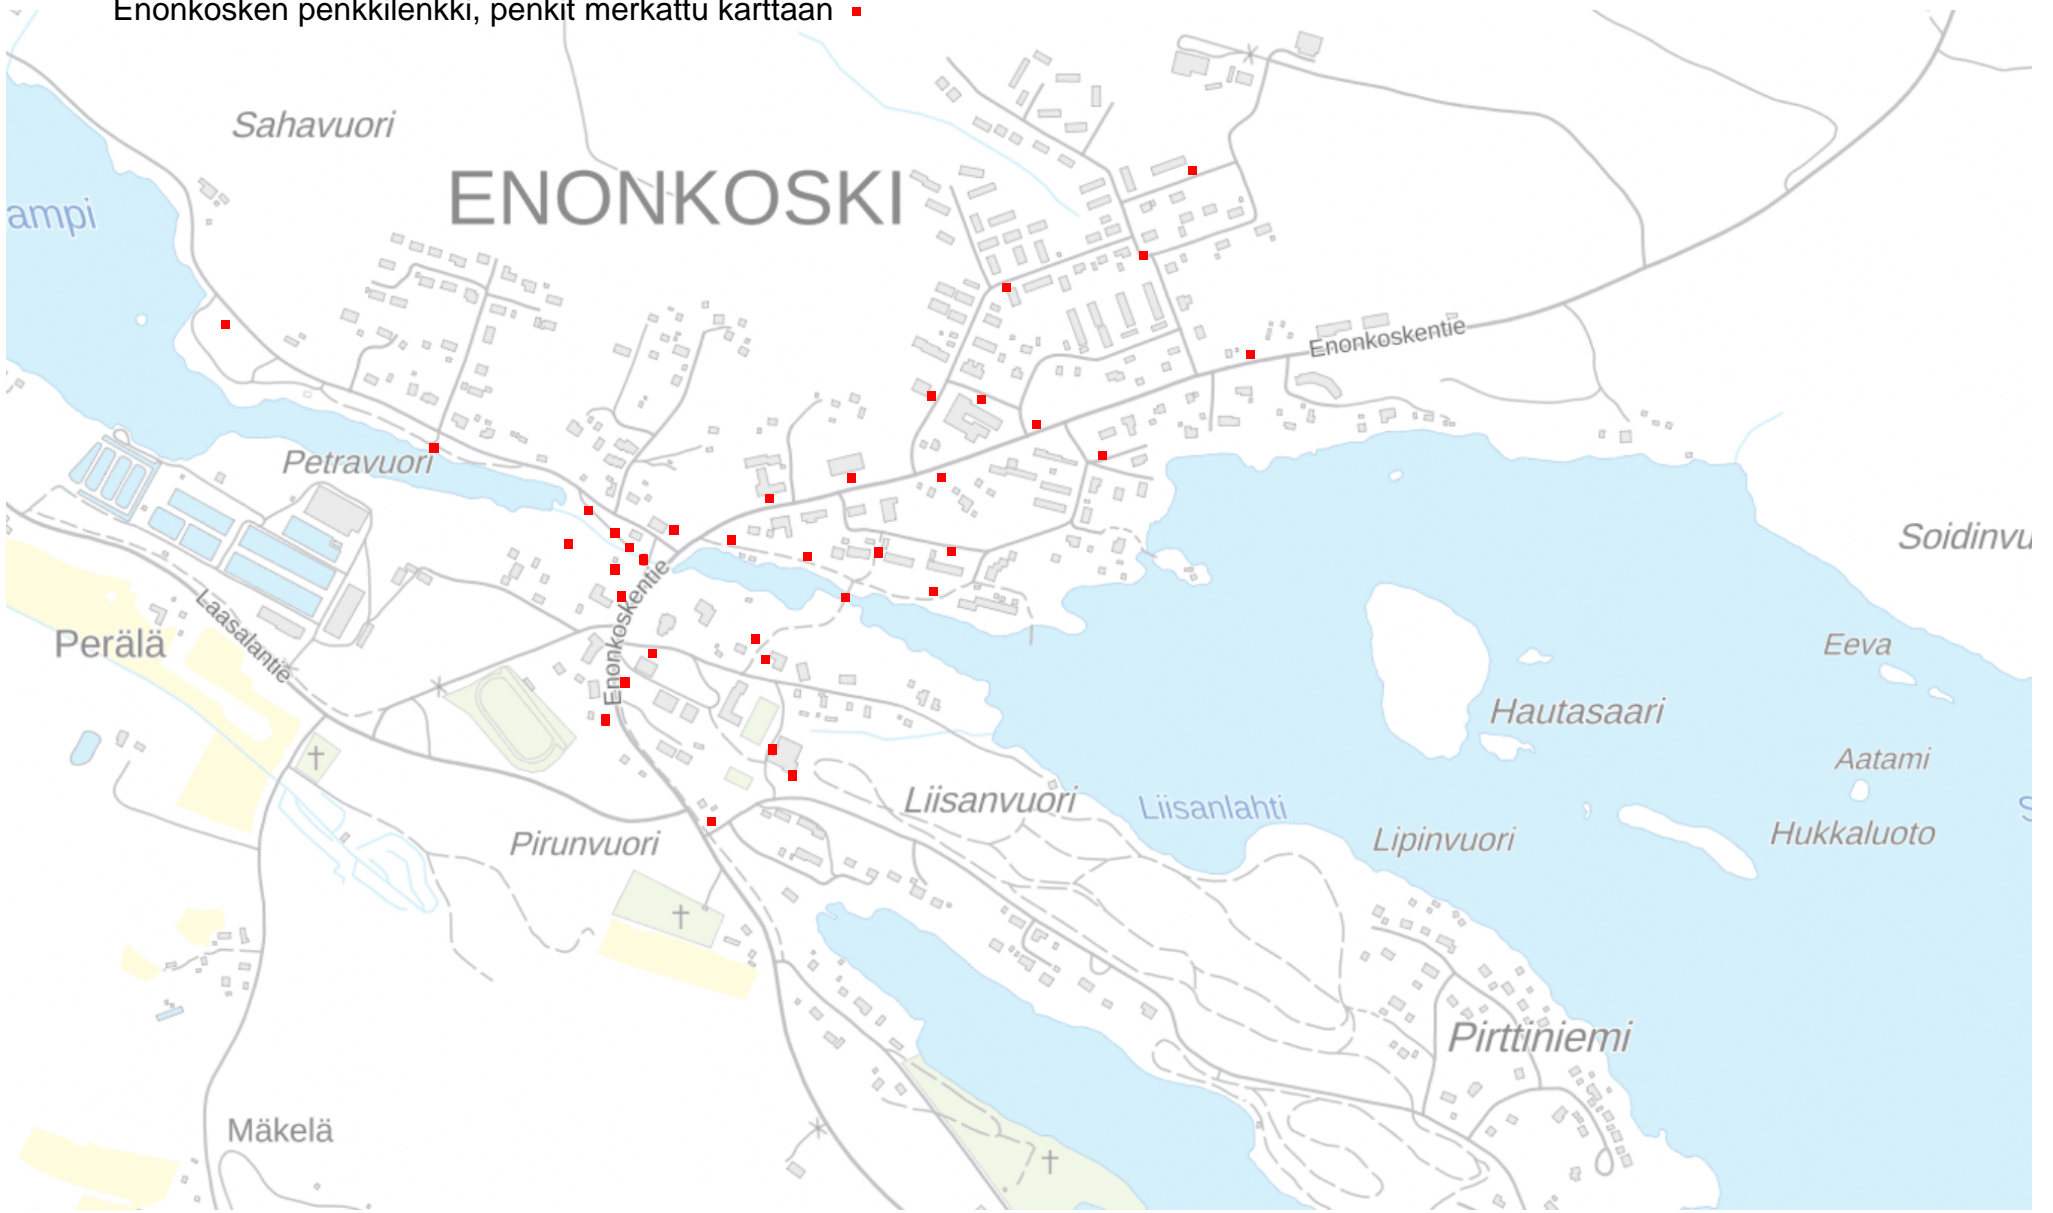 Enonkosken penkkilenkki, penkit merkattu karttaan
Sahavuori
ENONKOSKI
ampi
Enonkoskentie
Petravuori
Soidinvu
Laasalantie
Enonkoskentie
Perälä
Eeva
Hautasaari
Aatami
Liisanvuori
Liisanlahti
Lipinvuori
Hukkaluoto
Pirunvuori
Pirttiniemi
Mäkelä